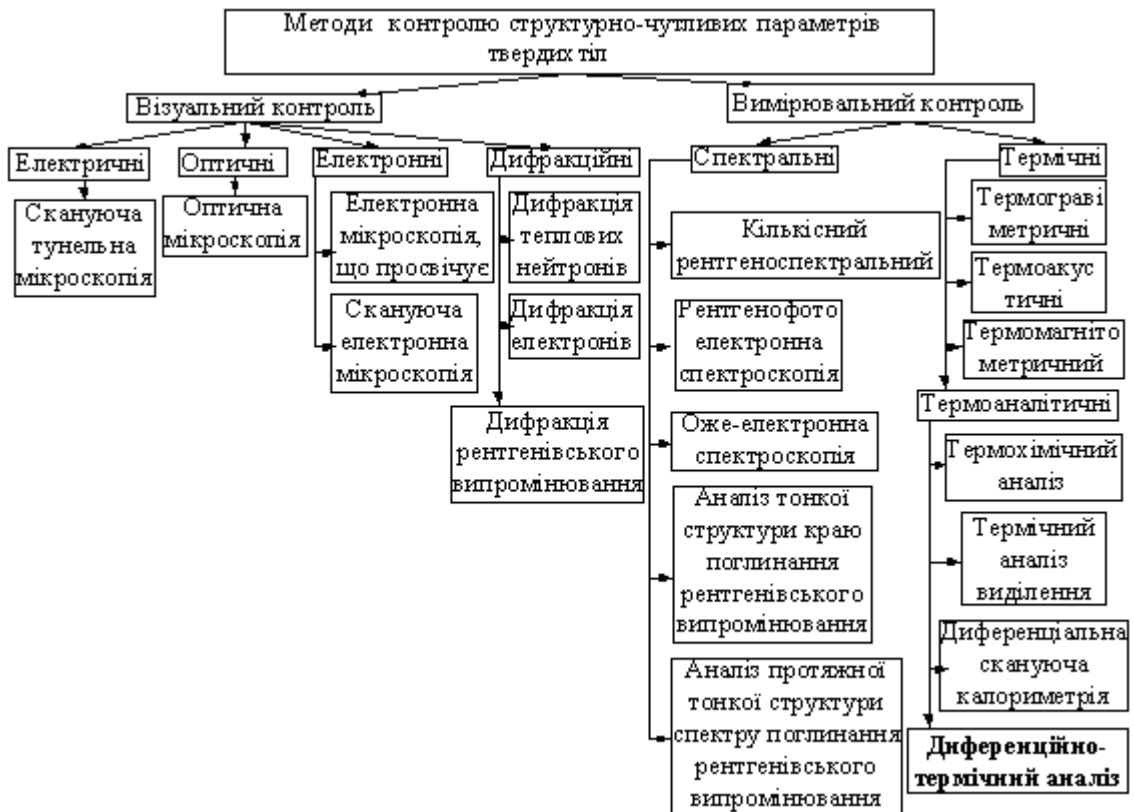 Методи контролю структурно-чутливих параметрів
твердих тіл
Візуальний контроль
Вимірювальний контроль
Електричні
Оптичні
Електронні
Дифракційні
Спектральні
Термічні
Скануюча
тунельна
мікроскопія
Оптична
мікроскопія
Електронна
мікроскопія,
що просвічує
Скануюча
електронна
мікроскопія
Дифракція
теплових
нейтронів
Дифракція
електронів
Дифракція
рентгенівського
випромінювання
Кількісний
рентгеноспектральний
Рентгенофото
електронна
спектроскопія
Оже-електронна
спектроскопія
Аналіз тонкої
структури краю
поглинання
рентгенівського
випромінювання
Аналіз протяжної
тонкої структури
спектру поглинання
рентгенівського
випромінювання
Термограві
метричні
Термоакус
тичні
Термомагніто
метричний
Термоаналітичні
Термохімічний
аналіз
Термічний
аналіз
виділення
Диференціальна
скануюча
калориметрія
Диференційно-
термічний аналіз